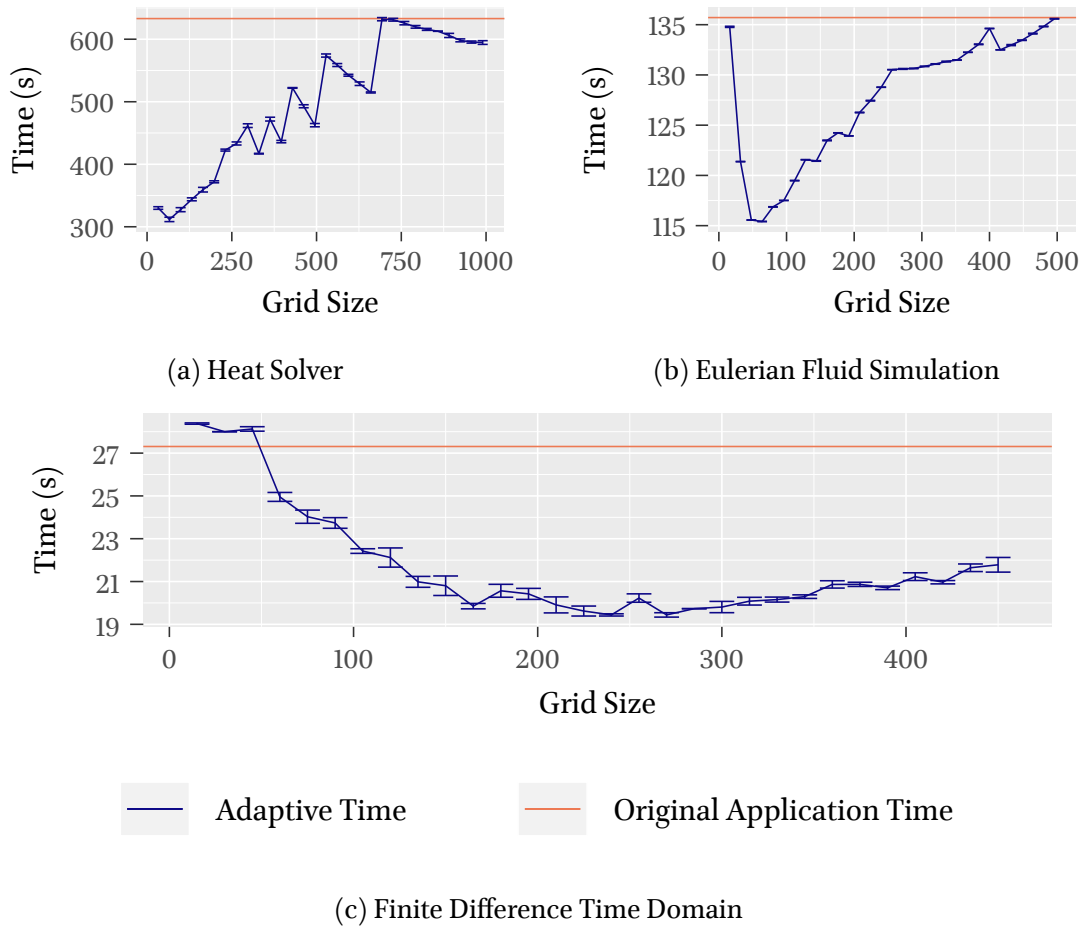 600
500
400
300
Time (s)
0 250 500 750 1000
Grid Size
(a) Heat Solver
135
130
125
120
115
Time (s)
0 100 200 300 400 500
Grid Size
(b) Eulerian Fluid Simulation
27
25
23
21
19
Time (s)
0 100 200 300 400
Grid Size
Adaptive Time
Original Application Time
(c) Finite Difference Time Domain